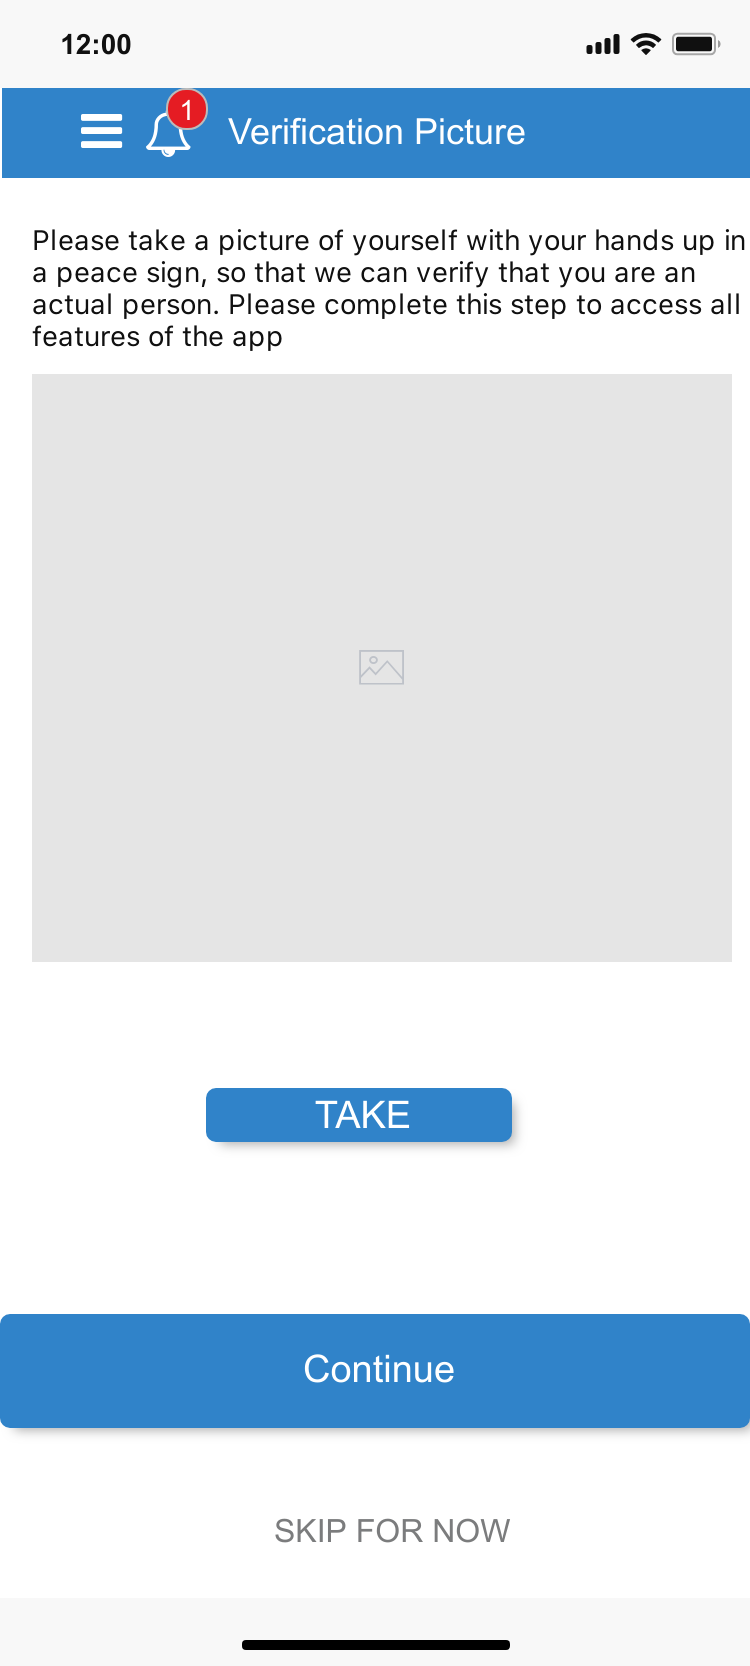 12:00
1
Verification Picture
Please take a picture of yourself with your hands up in
a peace sign, so that we can verify that you are an
actual person. Please complete this step to access all
features of the app
TAKE
Continue
SKIP FOR NOW